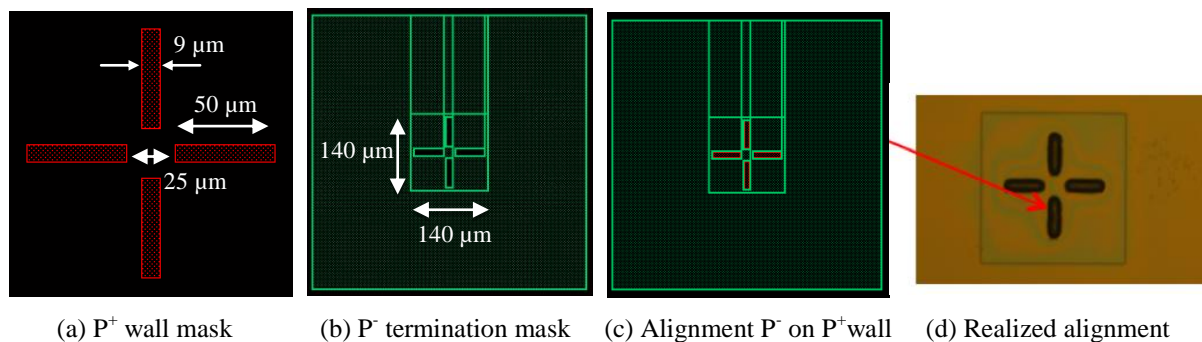 9 µm
50 µm
25 µm
140 µm
140 µm
(a) P⁺ wall mask
(b) P⁻ termination mask
(c) Alignment P⁻ on P⁺wall
(d) Realized alignment